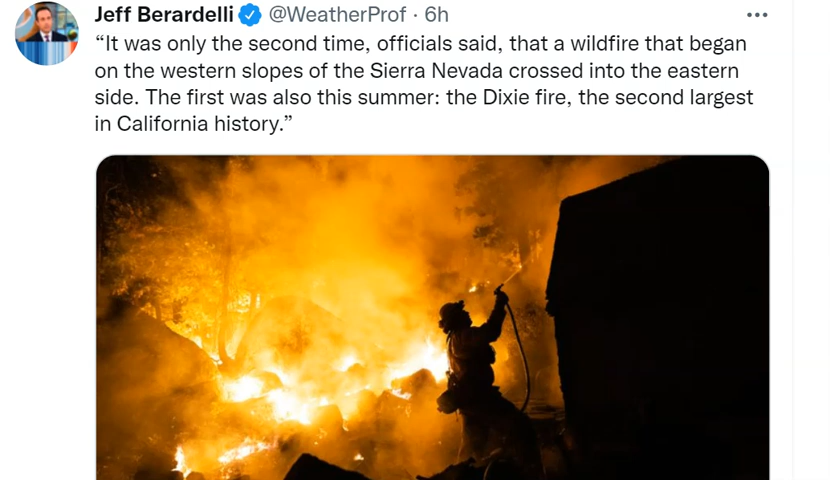 Jeff Berardelli @WeatherProf · 6h
“It was only the second time, officials said, that a wildfire that began
on the western slopes of the Sierra Nevada crossed into the eastern
side. The first was also this summer: the Dixie fire, the second largest
in California history.”